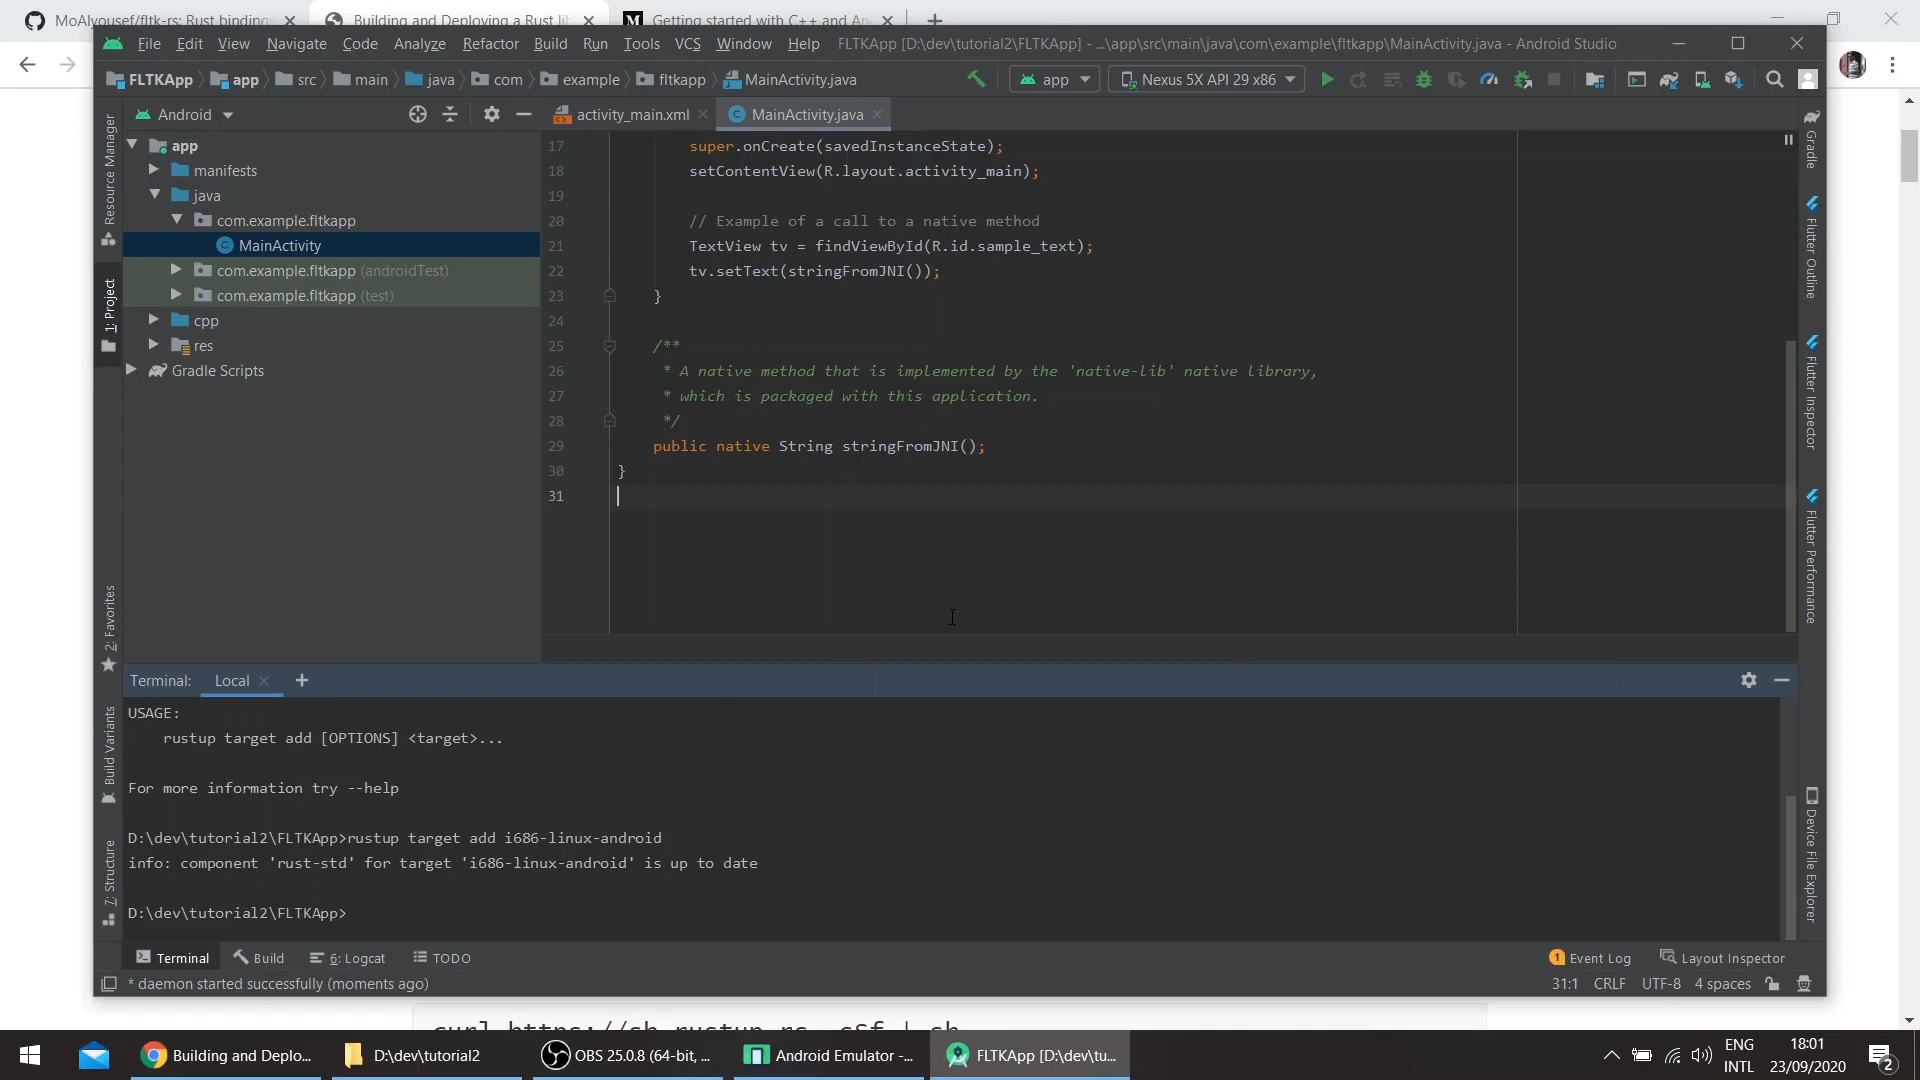 MoAlyousef/fltk-rs: Rust binding
Building and Deploying a Rust li
Getting started with C++ and An
File Edit View Navigate Code Analyze Refactor Build Run Tools VCS Window Help FLTKApp [D:\dev\tutorial2\FLTKApp] - ...\app\src\main\java\com\example\fltkapp\MainActivity.java - Android Studio
FLTKApp app src main java com example fltkapp MainActivity.java app Nexus 5X API 29 x86
Android
activity_main.xml
MainActivity.java
Resource Manager
1: Project
2: Favorites
Build Variants
7: Structure
app
manifests
java
com.example.fltkapp
MainActivity
com.example.fltkapp (androidTest)
com.example.fltkapp (test)
cpp
res
Gradle Scripts
17 super.onCreate(savedInstanceState);
18 setContentView(R.layout.activity_main);
19
20 // Example of a call to a native method
21 TextView tv = findViewById(R.id.sample_text);
22 tv.setText(stringFromJNI());
23 }
24
25 /**
26 * A native method that is implemented by the 'native-lib' native library,
27 * which is packaged with this application.
28 */
29 public native String stringFromJNI();
30 }
31
Gradle
Flutter Outline
Flutter Inspector
Flutter Performance
Device File Explorer
Terminal: Local
USAGE:
rustup target add [OPTIONS] <target>...
For more information try --help
D:\dev\tutorial2\FLTKApp>rustup target add i686-linux-android
info: component 'rust-std' for target 'i686-linux-android' is up to date
D:\dev\tutorial2\FLTKApp>
Terminal Build 6: Logcat TODO 1 Event Log Layout Inspector
* daemon started successfully (moments ago) 31:1 CRLF UTF-8 4 spaces
curl https://sh.rustup.rs -sSf | sh
Building and Deplo... D:\dev\tutorial2 OBS 25.0.8 (64-bit, ... Android Emulator -... FLTKApp [D:\dev\tu...
ENG
INTL
18:01
23/09/2020
2